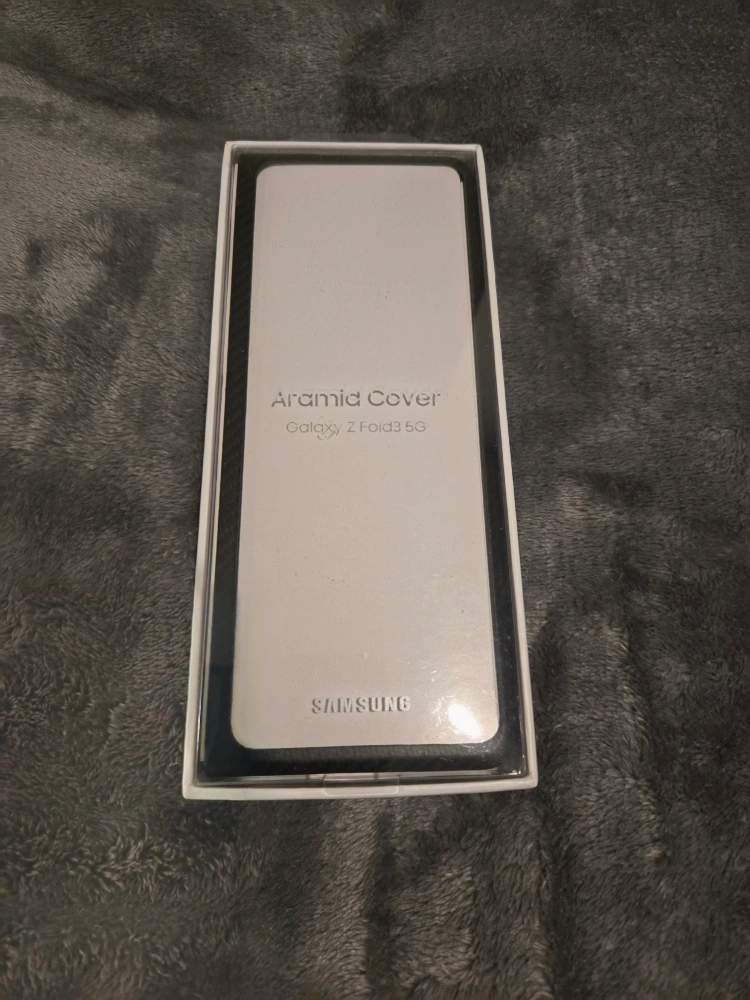 Aramid Cover
Galaxy Z Fold3 5G
SAMSUNG